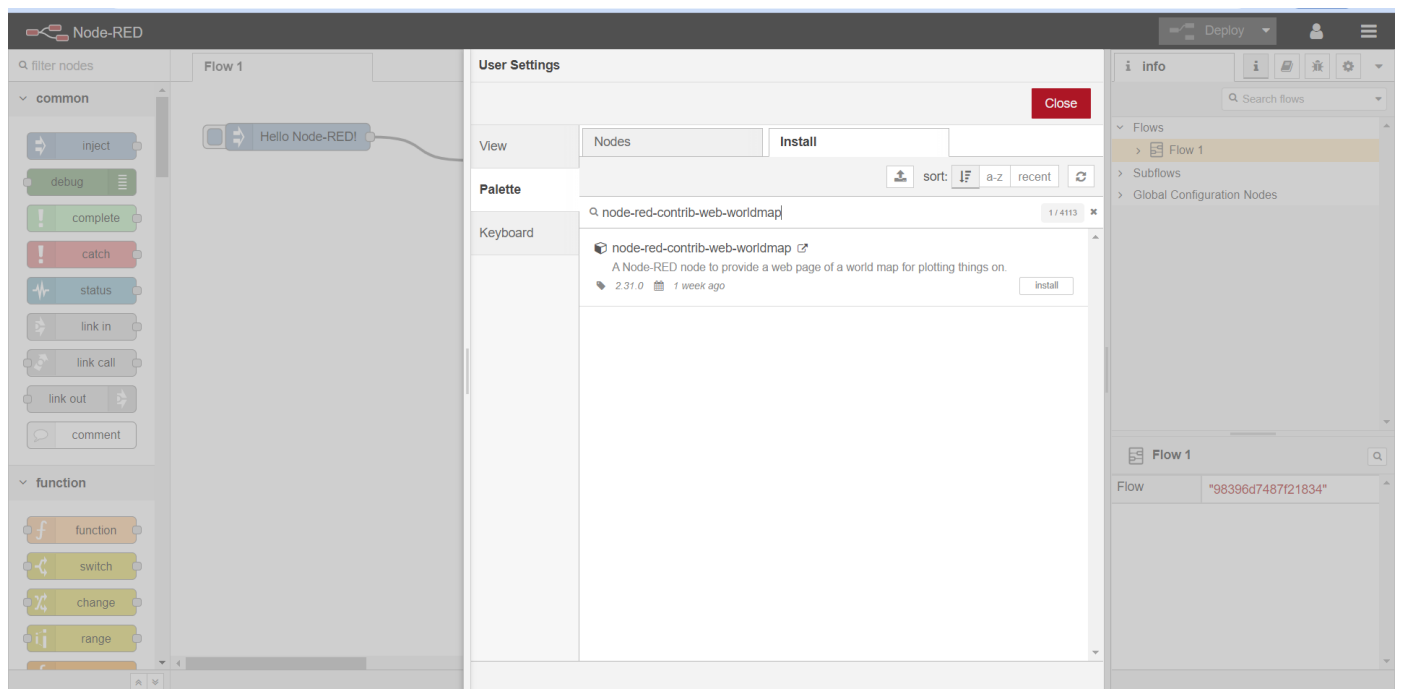 Node-RED
Deploy
filter nodes
Flow 1
User Settings
info
common
Close
Search flows
Hello Node-RED!
View
Nodes
Install
Flows
inject
Flow 1
sort:
a-z
recent
Subflows
debug
Palette
Global Configuration Nodes
node-red-contrib-web-worldmap
1 / 4113
complete
Keyboard
node-red-contrib-web-worldmap
catch
A Node-RED node to provide a web page of a world map for plotting things on.
2.31.0
1 week ago
install
status
link in
link call
link out
comment
Flow 1
function
Flow
"98396d7487f21834"
function
switch
change
range